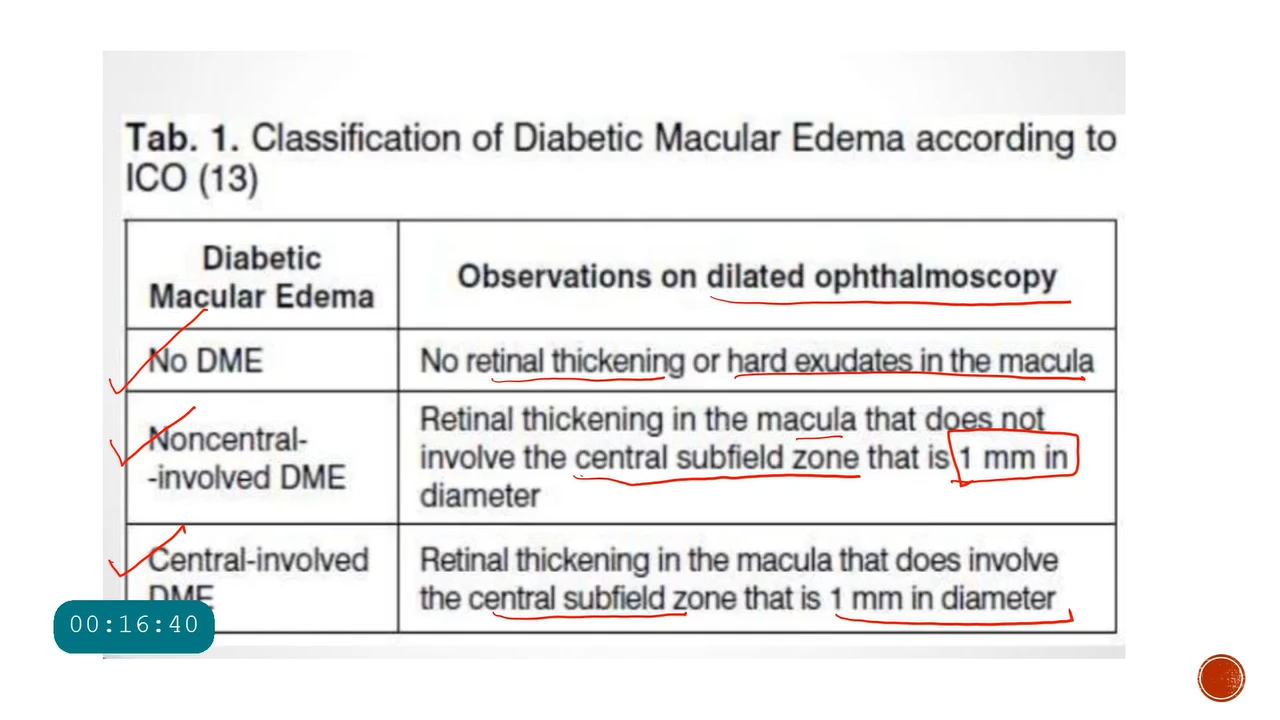 Tab. 1. Classification of Diabetic Macular Edema according to
ICO (13)
Diabetic
Macular Edema
Observations on dilated ophthalmoscopy
No DME
No retinal thickening or hard exudates in the macula
Noncentral-
-involved DME
Retinal thickening in the macula that does not
involve the central subfield zone that is 1 mm in
diameter
Central-involved
DME
Retinal thickening in the macula that does involve
the central subfield zone that is 1 mm in diameter
00:16:40